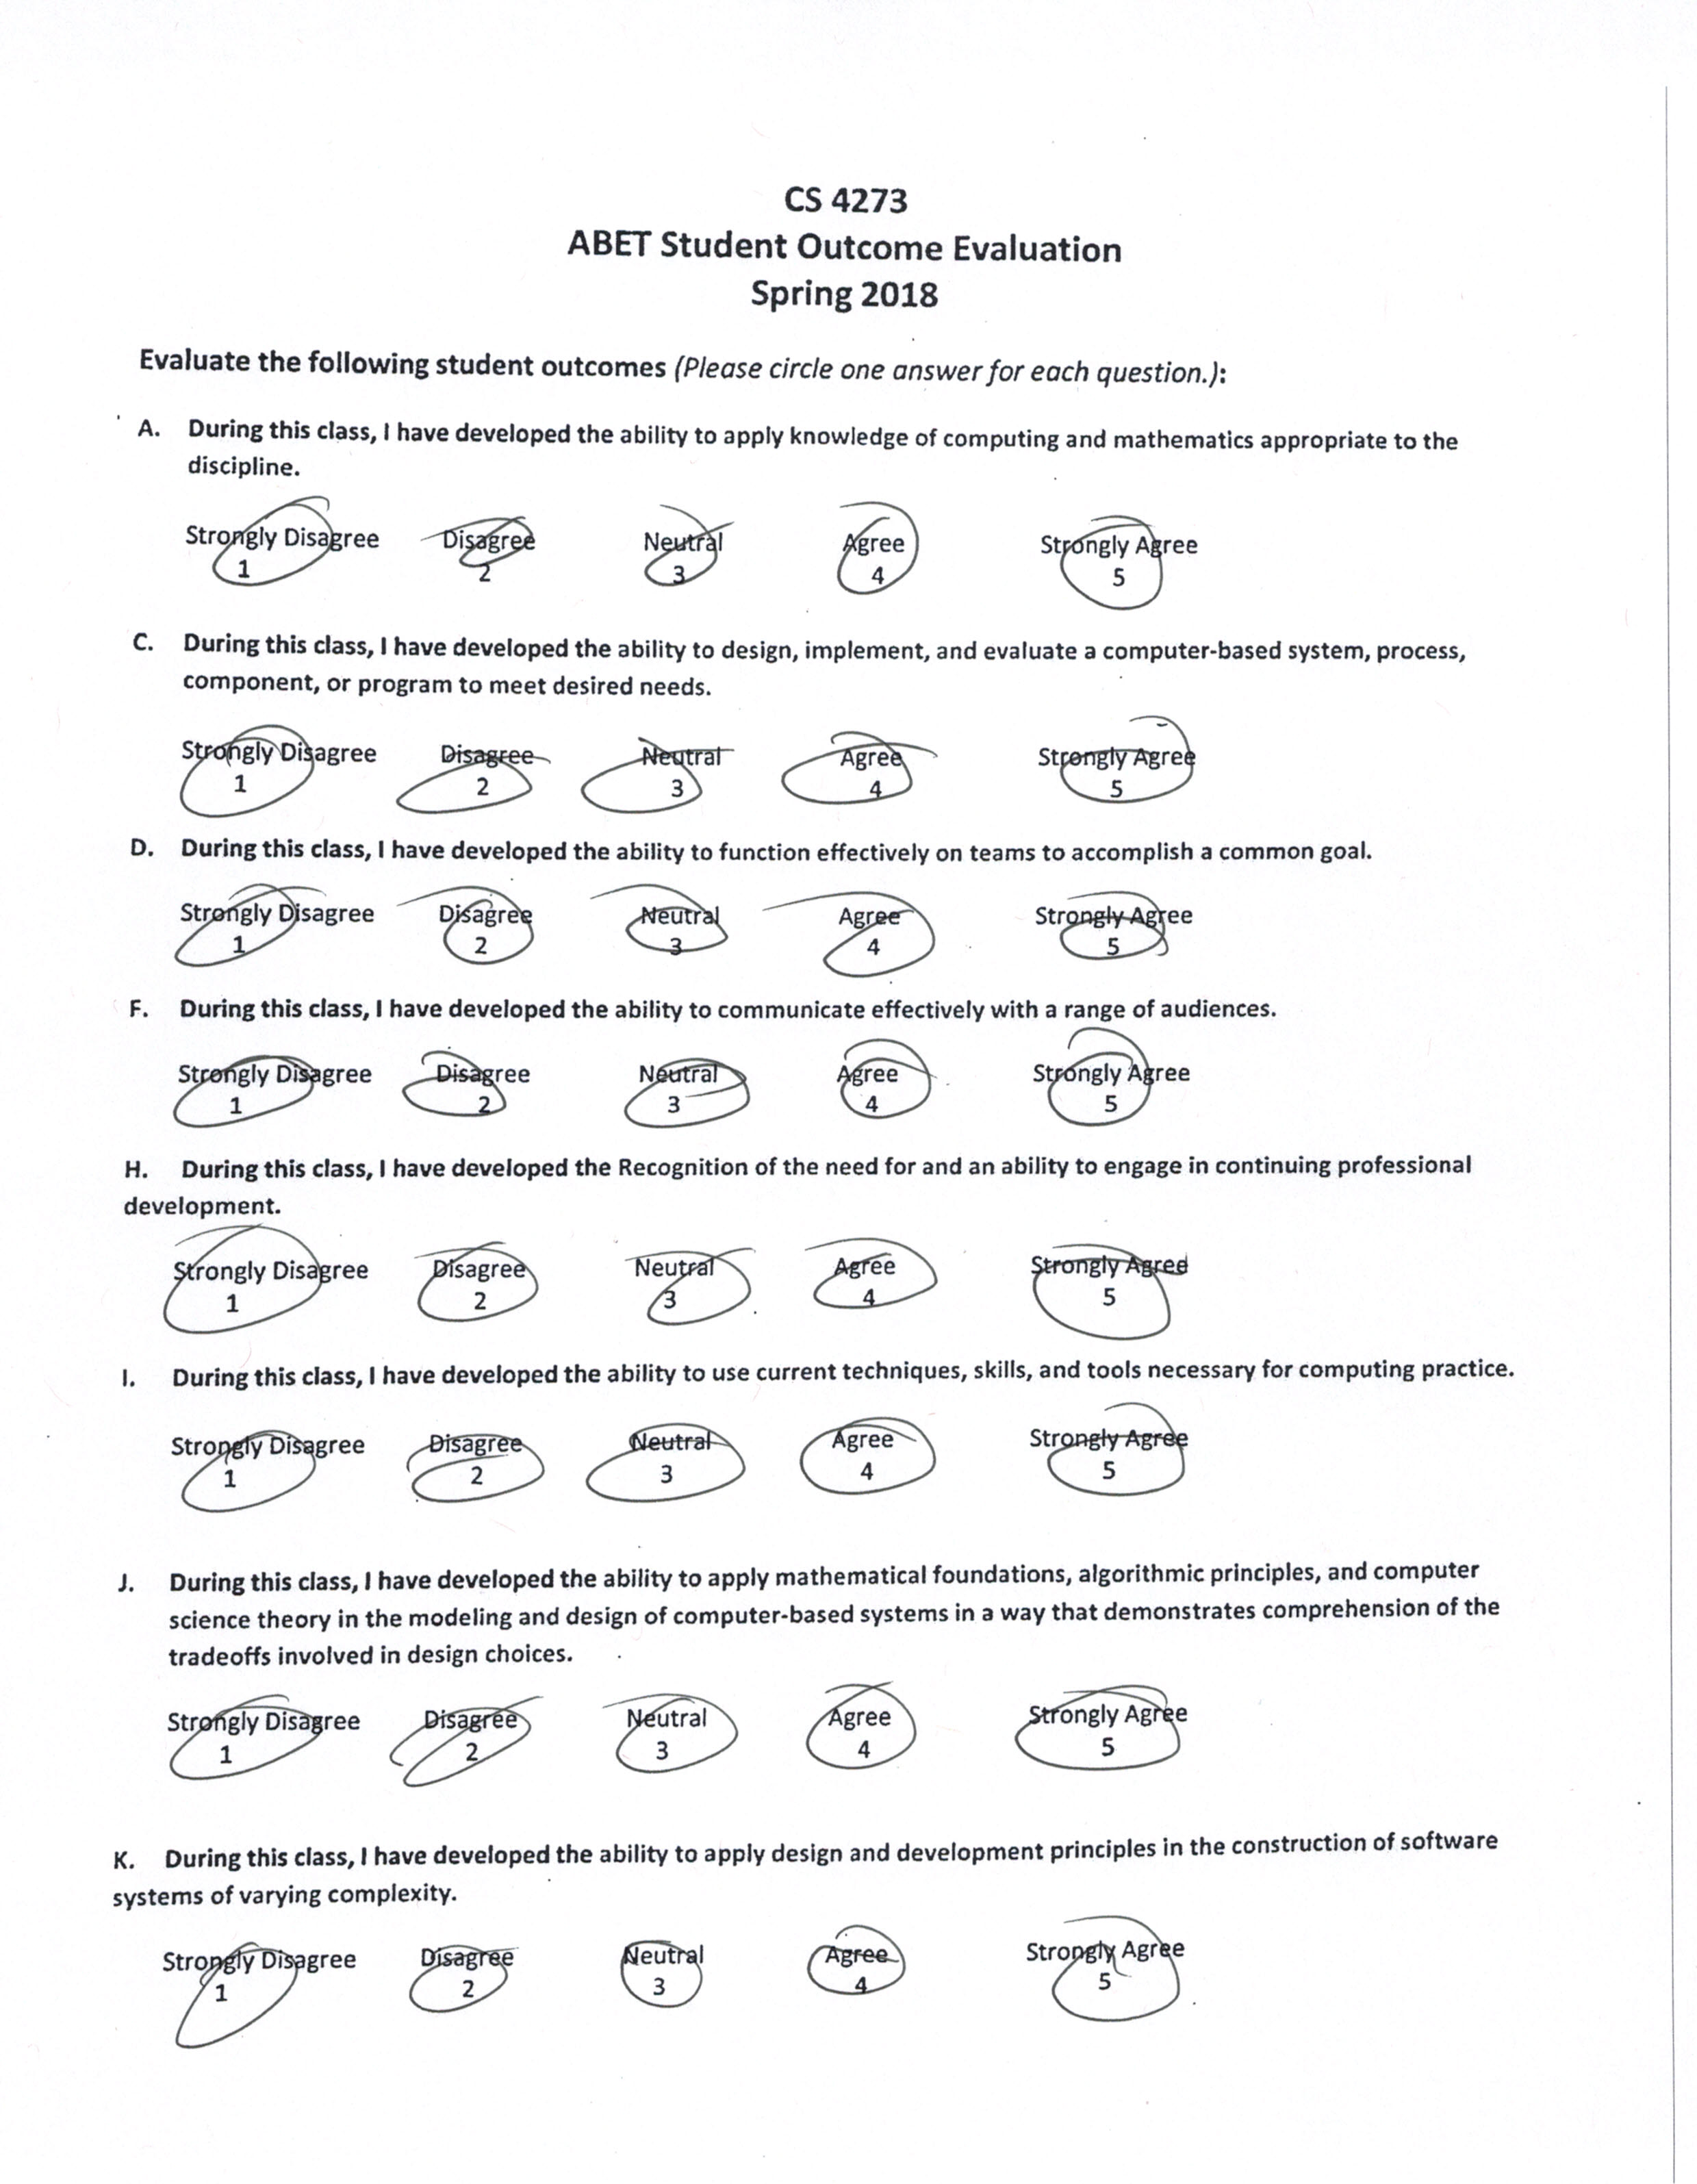 CS 4273
ABET Student Outcome Evaluation
Spring 2018
Evaluate the following student outcomes (Please circle one answer for each question.):
A. During this class, I have developed the ability to apply knowledge of computing and mathematics appropriate to the
discipline.
Strongly Disagree Disagree Neutral Agree Strongly Agree
1 2 3 4 5
C. During this class, I have developed the ability to design, implement, and evaluate a computer-based system, process,
component, or program to meet desired needs.
Strongly Disagree Disagree Neutral Agree Strongly Agree
1 2 3 4 5
D. During this class, I have developed the ability to function effectively on teams to accomplish a common goal.
Strongly Disagree Disagree Neutral Agree Strongly Agree
1 2 3 4 5
F. During this class, I have developed the ability to communicate effectively with a range of audiences.
Strongly Disagree Disagree Neutral Agree Strongly Agree
1 2 3 4 5
H. During this class, I have developed the Recognition of the need for and an ability to engage in continuing professional
development.
Strongly Disagree Disagree Neutral Agree Strongly Agreed
1 2 3 4 5
I. During this class, I have developed the ability to use current techniques, skills, and tools necessary for computing practice.
Strongly Disagree Disagree Neutral Agree Strongly Agree
1 2 3 4 5
J. During this class, I have developed the ability to apply mathematical foundations, algorithmic principles, and computer
science theory in the modeling and design of computer-based systems in a way that demonstrates comprehension of the
tradeoffs involved in design choices.
Strongly Disagree Disagree Neutral Agree Strongly Agree
1 2 3 4 5
K. During this class, I have developed the ability to apply design and development principles in the construction of software
systems of varying complexity.
Strongly Disagree Disagree Neutral Agree Strongly Agree
1 2 3 4 5